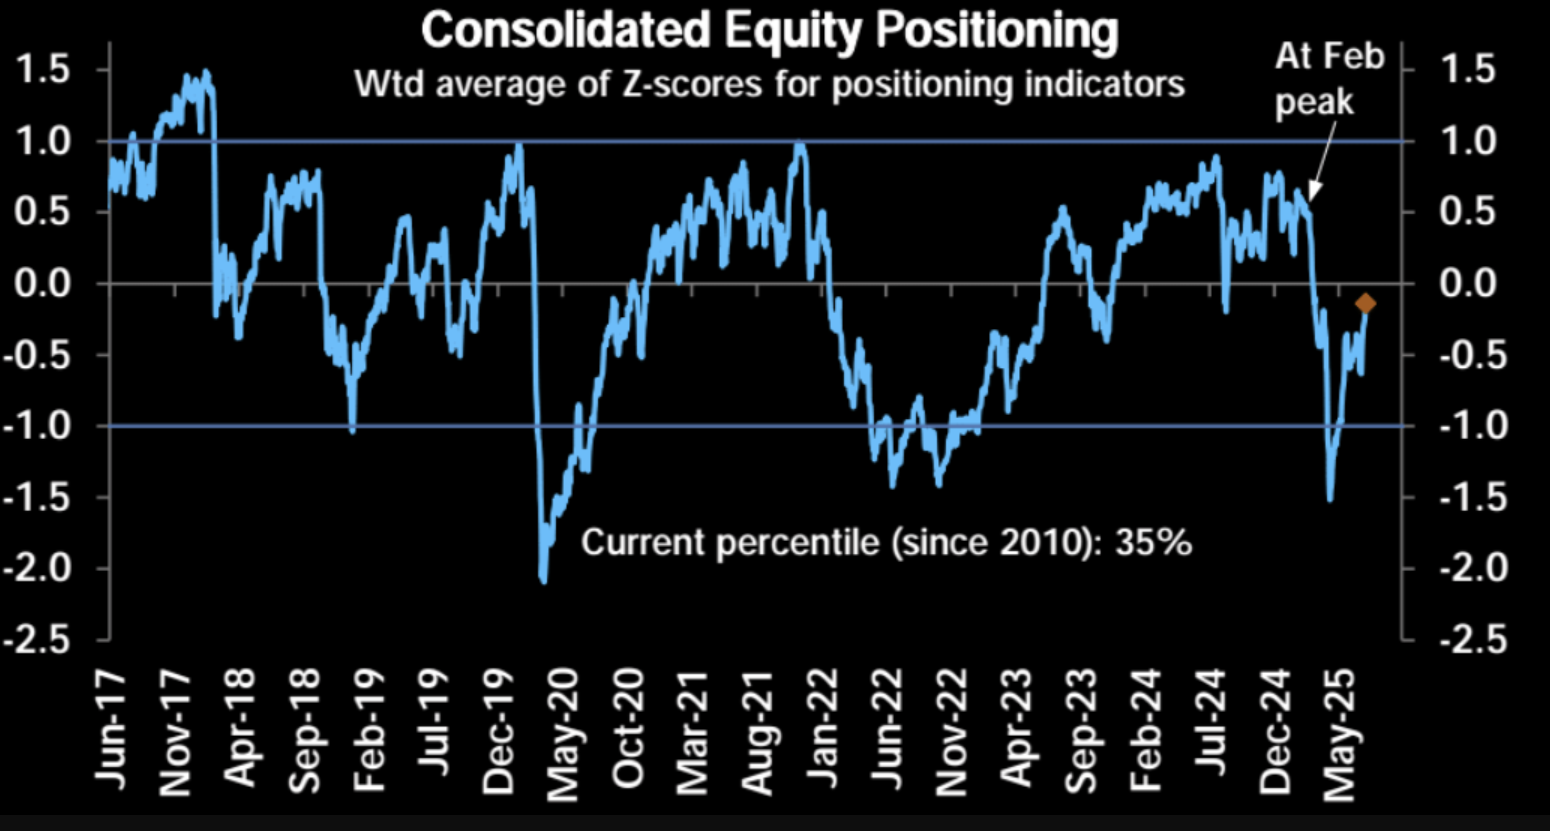 Consolidated Equity Positioning
Wtd average of Z-scores for positioning indicators
At Feb
peak
1.5
1.0
0.5
0.0
-0.5
-1.0
-1.5
-2.0
-2.5
1.5
1.0
0.5
0.0
-0.5
-1.0
-1.5
-2.0
-2.5
Current percentile (since 2010): 35%
Jun-17
Nov-17
Apr-18
Sep-18
Feb-19
Jul-19
Dec-19
May-20
Oct-20
Mar-21
Aug-21
Jan-22
Jun-22
Nov-22
Apr-23
Sep-23
Feb-24
Jul-24
Dec-24
May-25